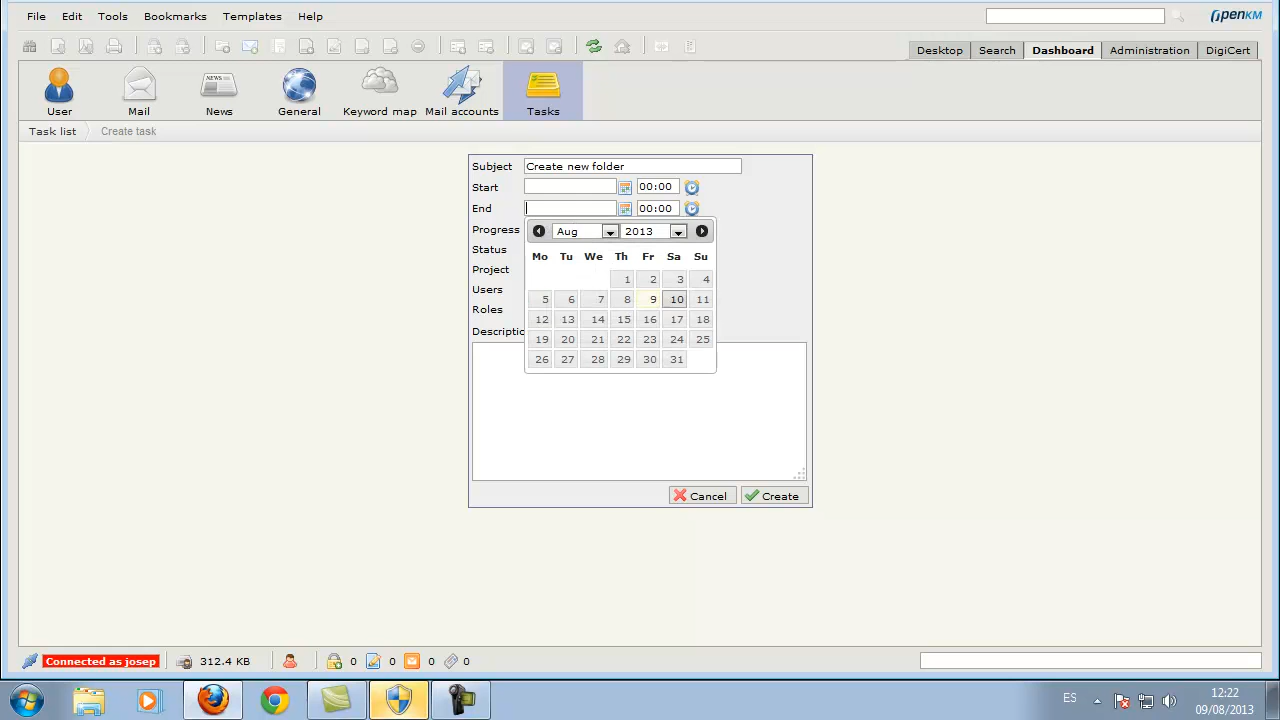 File Edit Tools Bookmarks Templates Help
OPENKM
Desktop Search Dashboard Administration DigiCert
NEWS
User Mail News General Keyword map Mail accounts Tasks
Task list Create task
Subject Create new folder
Start 00:00
End 00:00
Progress
Aug 2013
Status
Mo Tu We Th Fr Sa Su
Project
1 2 3 4
Users
5 6 7 8 9 10 11
Roles
12 13 14 15 16 17 18
Descriptio
19 20 21 22 23 24 25
26 27 28 29 30 31
Cancel Create
Connected as josep 312.4 KB 0 0 0 0
ES
12:22
09/08/2013